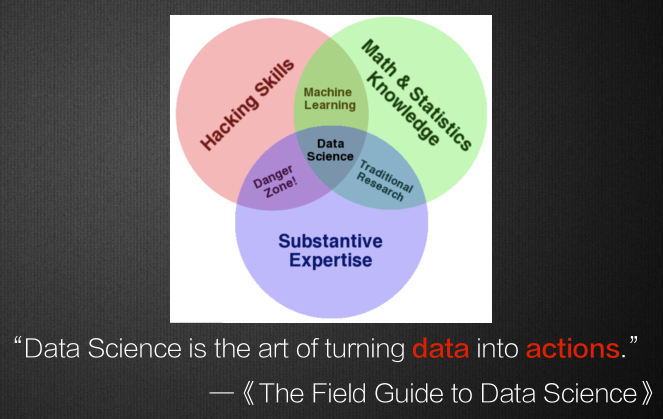 Hacking Skills
Math & Statistics
Knowledge
Machine
Learning
Data
Science
Danger
Zone!
Traditional
Research
Substantive
Expertise
“Data Science is the art of turning data into actions.”
—《The Field Guide to Data Science》